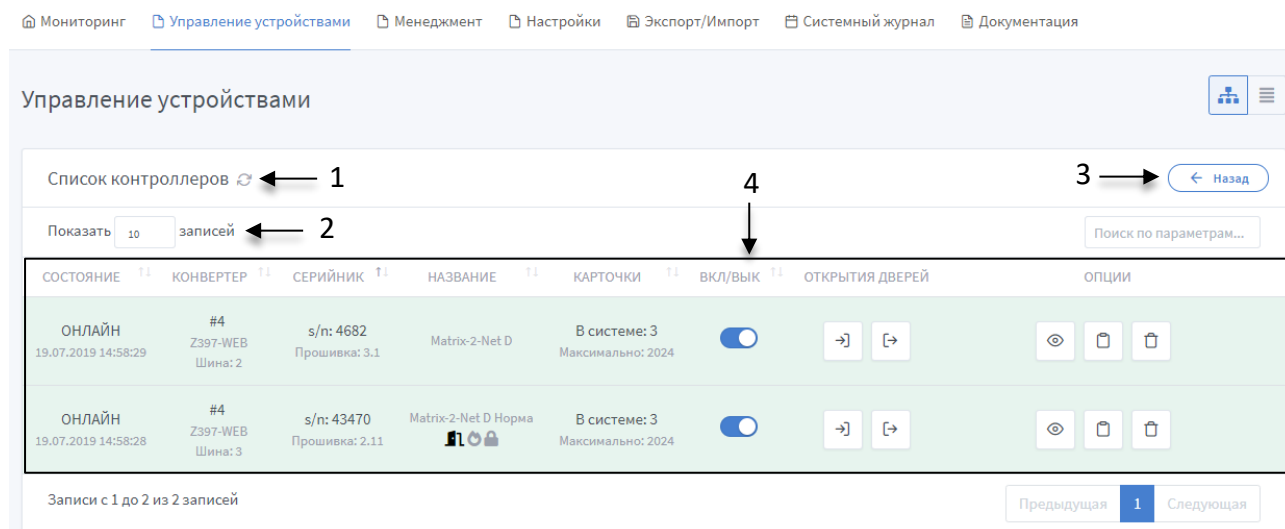 Мониторинг Управление устройствами Менеджмент Настройки Экспорт/Импорт Системный журнал Документация
Управление устройствами
Список контроллеров 1 3 Назад
4
Показать 10 записей 2 Поиск по параметрам...
СОСТОЯНИЕ КОНВЕРТЕР СЕРИЙНИК НАЗВАНИЕ КАРТОЧКИ ВКЛ/ВЫК ОТКРЫТИЯ ДВЕРЕЙ ОПЦИИ
ОНЛАЙН #4 s/n: 4682 Matrix-2-Net D В системе: 3
19.07.2019 14:58:29 Z397-WEB Прошивка: 3.1 Максимально: 2024
Шина: 2
ОНЛАЙН #4 s/n: 43470 Matrix-2-Net D Норма В системе: 3
19.07.2019 14:58:28 Z397-WEB Прошивка: 2.11 Максимально: 2024
Шина: 3
Записи с 1 до 2 из 2 записей Предыдущая 1 Следующая